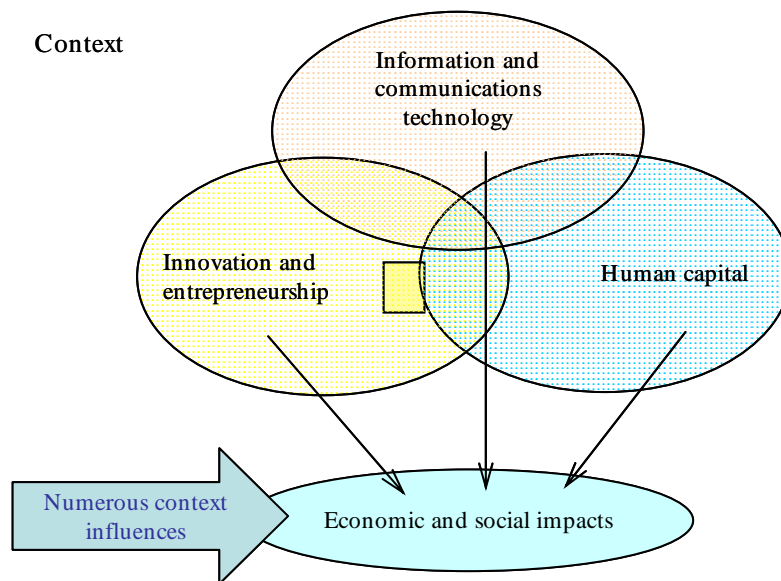 Context
Information and
communications
technology
Innovation and
entrepreneurship
Human capital
Numerous context
influences
Economic and social impacts